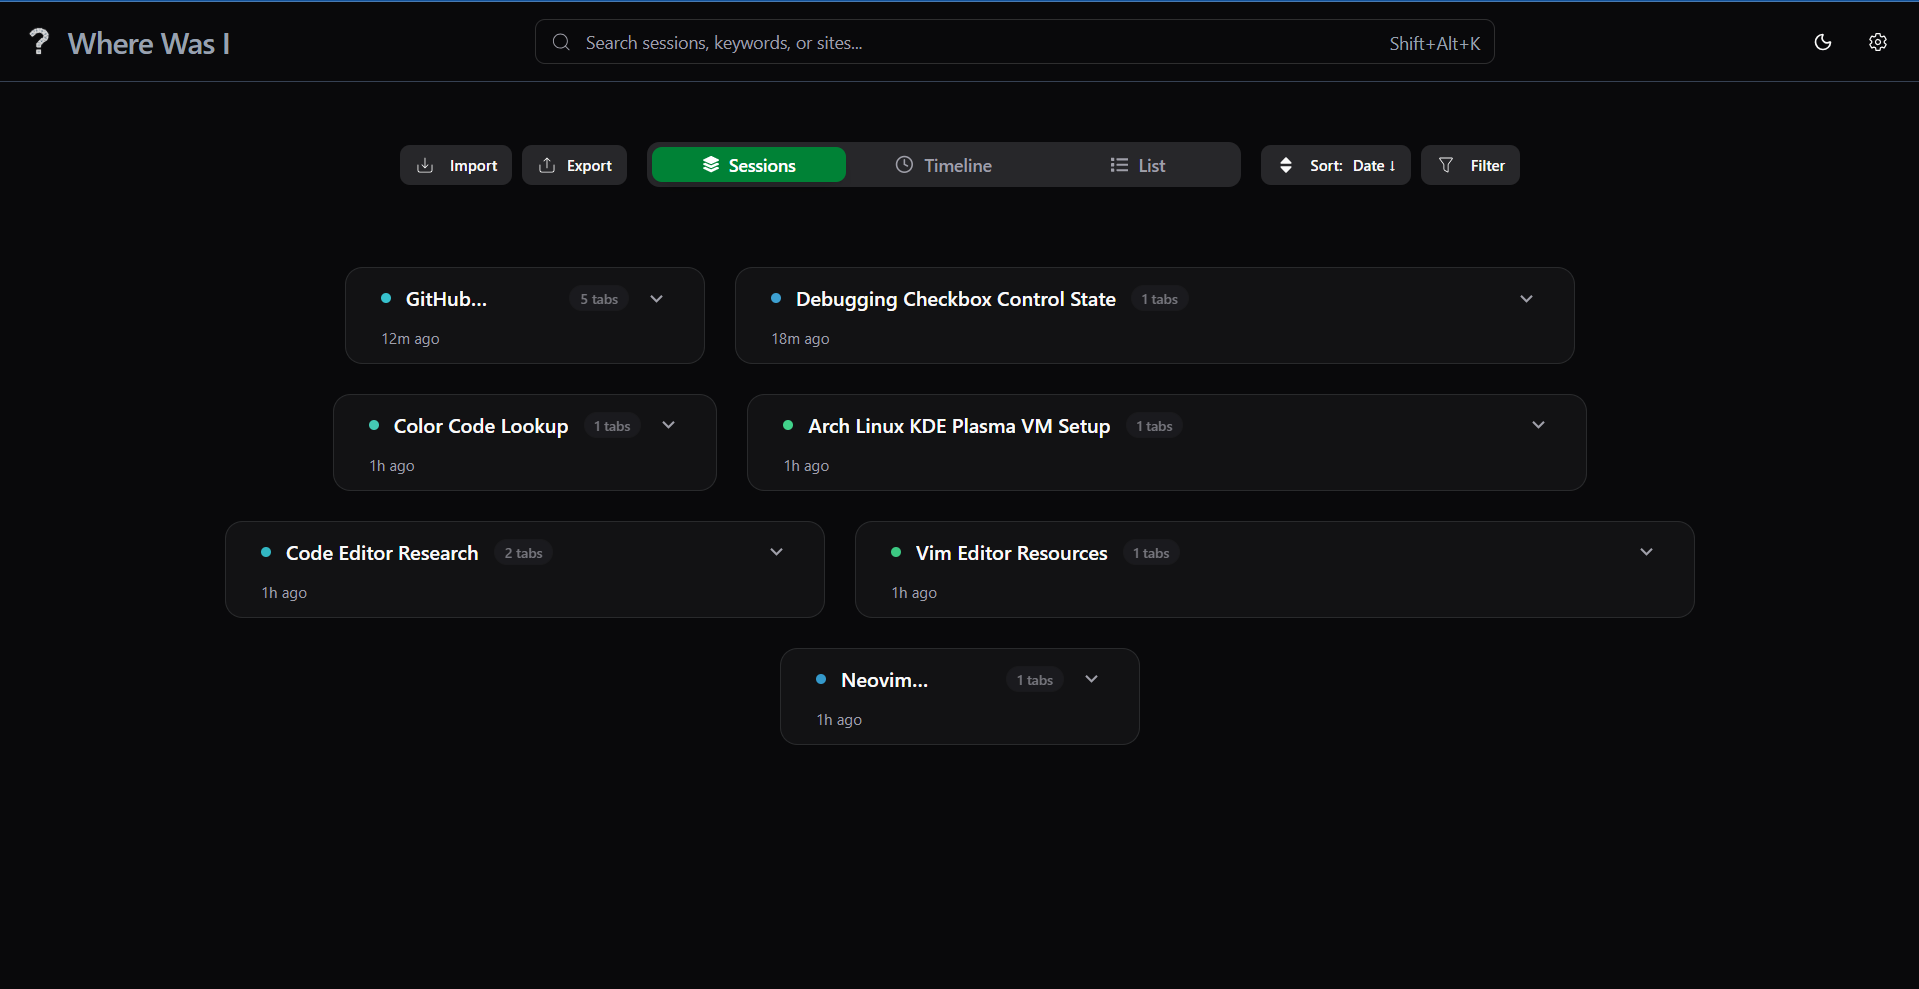 ? Where Was I
Search sessions, keywords, or sites... Shift+Alt+K
Import Export Sessions Timeline List Sort: Date ↓ Filter
GitHub... 5 tabs
12m ago
Debugging Checkbox Control State 1 tabs
18m ago
Color Code Lookup 1 tabs
1h ago
Arch Linux KDE Plasma VM Setup 1 tabs
1h ago
Code Editor Research 2 tabs
1h ago
Vim Editor Resources 1 tabs
1h ago
Neovim... 1 tabs
1h ago